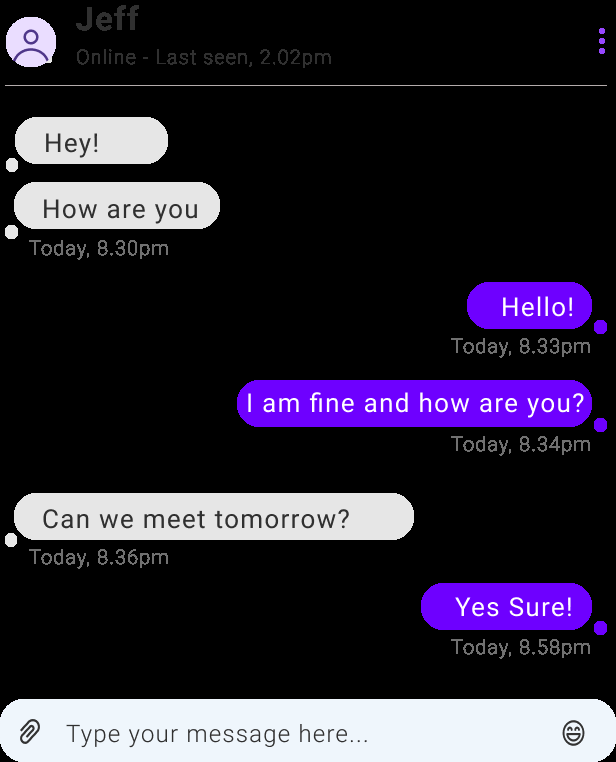 Jeff
Online - Last seen, 2.02pm
Hey!
How are you
Today, 8.30pm
Hello!
Today, 8.33pm
I am fine and how are you?
Today, 8.34pm
Can we meet tomorrow?
Today, 8.36pm
Yes Sure!
Today, 8.58pm
Type your message here...